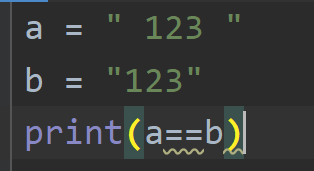 a = " 123 "
b = "123"
print(a==b)